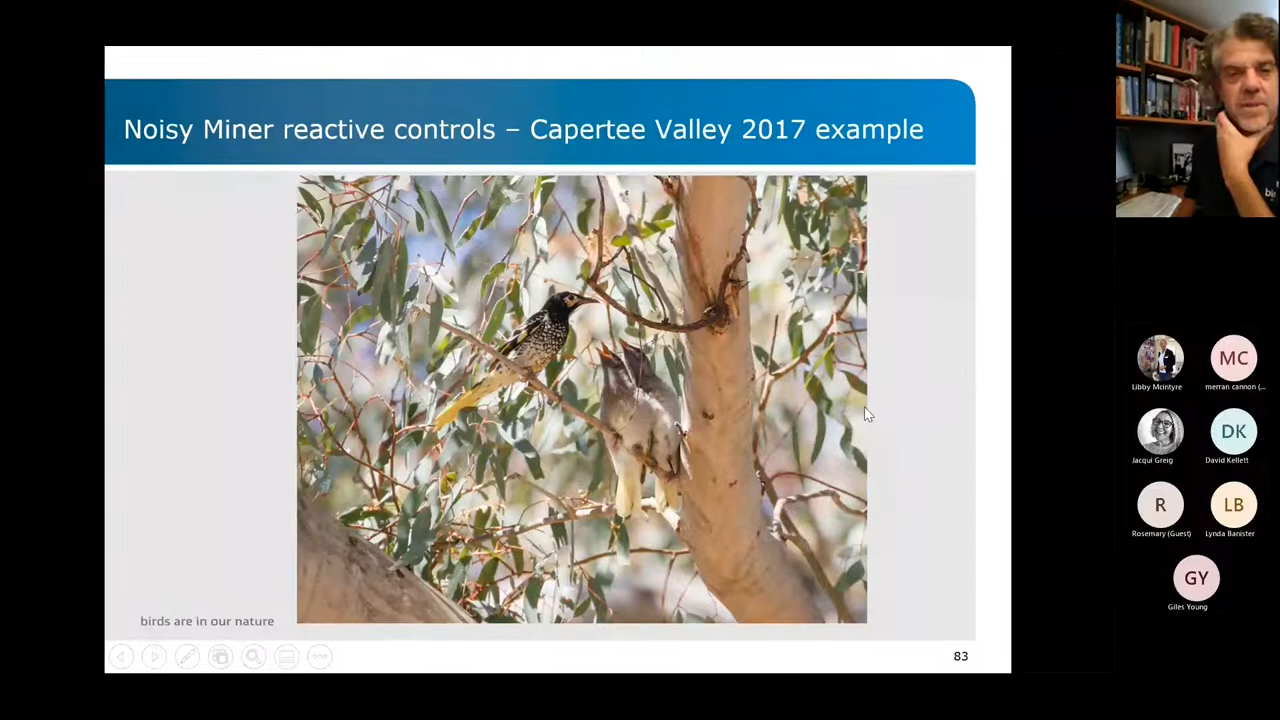 Noisy Miner reactive controls – Capertee Valley 2017 example
birds are in our nature
83
Libby Mcintyre
MC
merran cannon (...
Jacqui Greig
DK
David Kellett
R
Rosemary (Guest)
LB
Lynda Banister
GY
Giles Young